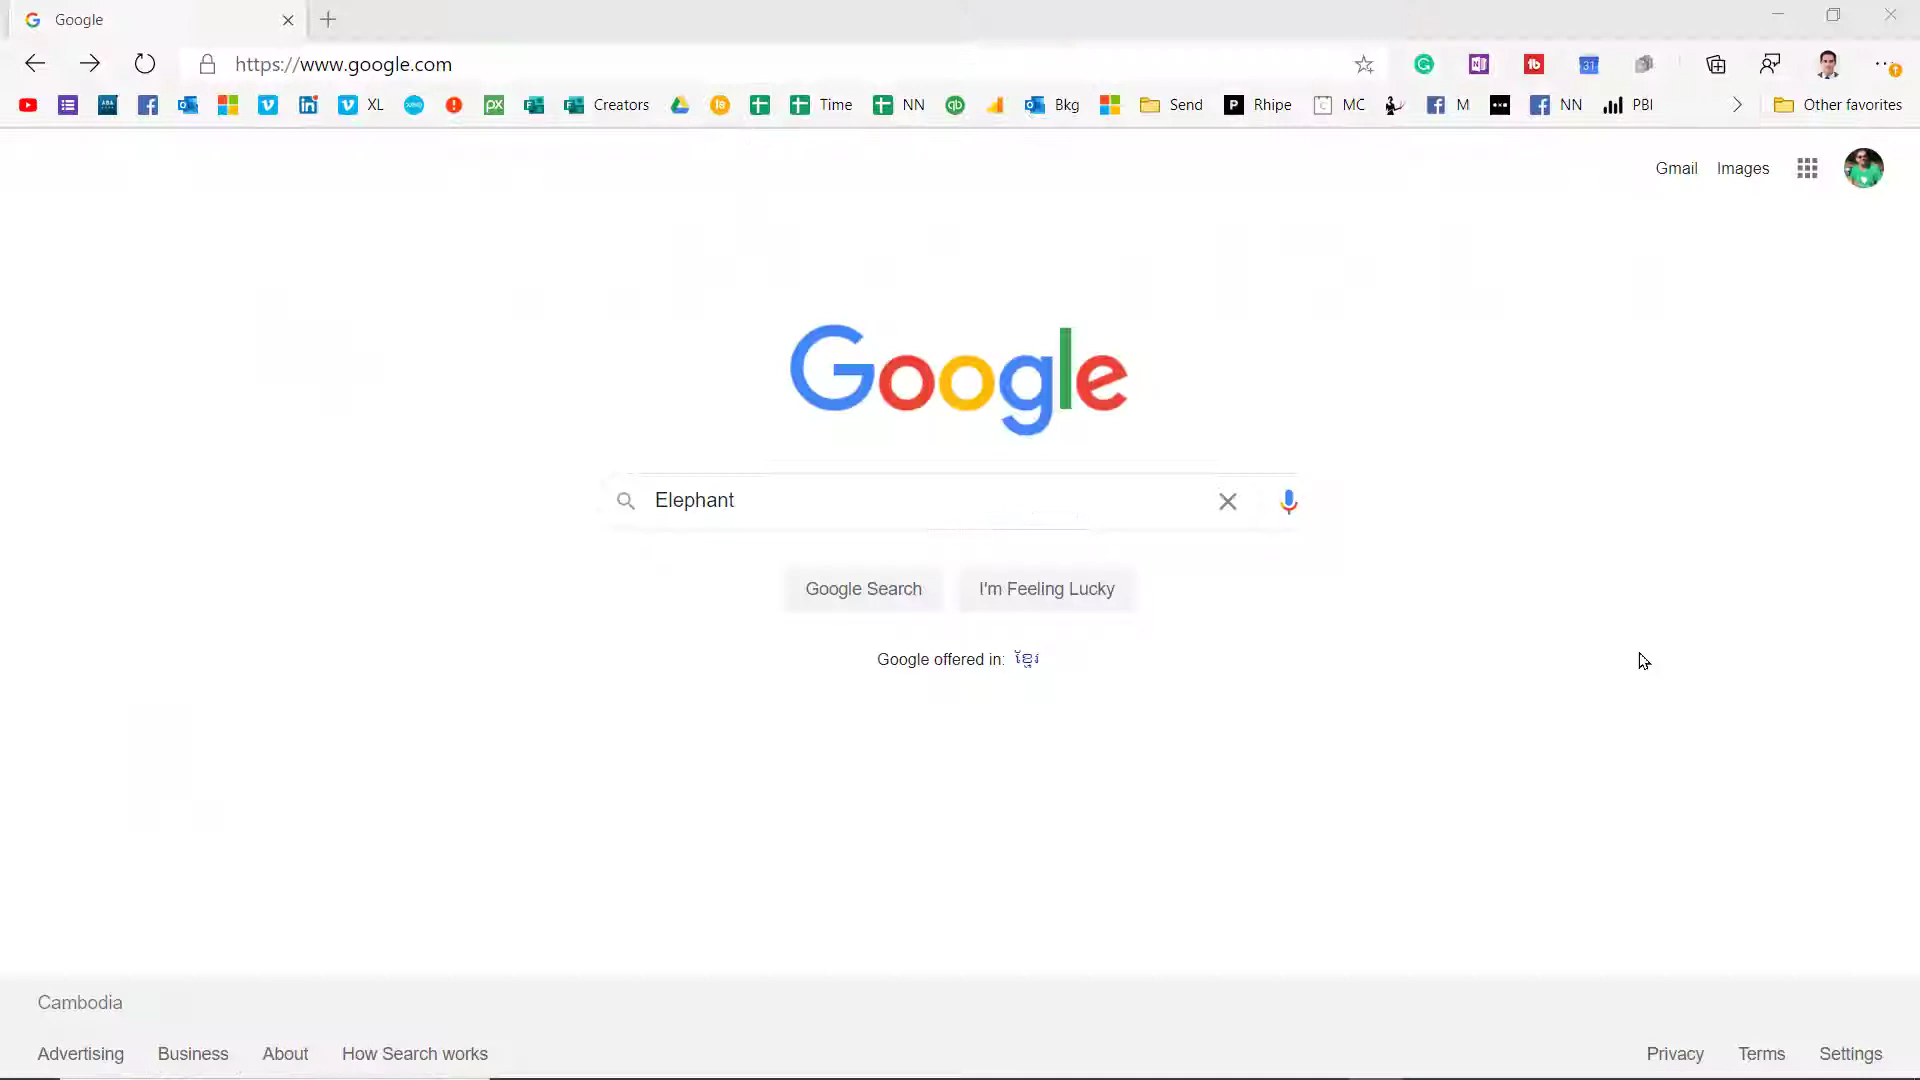 Google
https://www.google.com
XL Creators Time NN Bkg Send Rhipe MC M NN PBI Other favorites
Gmail Images
Google
Elephant
Google Search I'm Feeling Lucky
Google offered in: ខ្មែរ
Cambodia
Advertising Business About How Search works Privacy Terms Settings